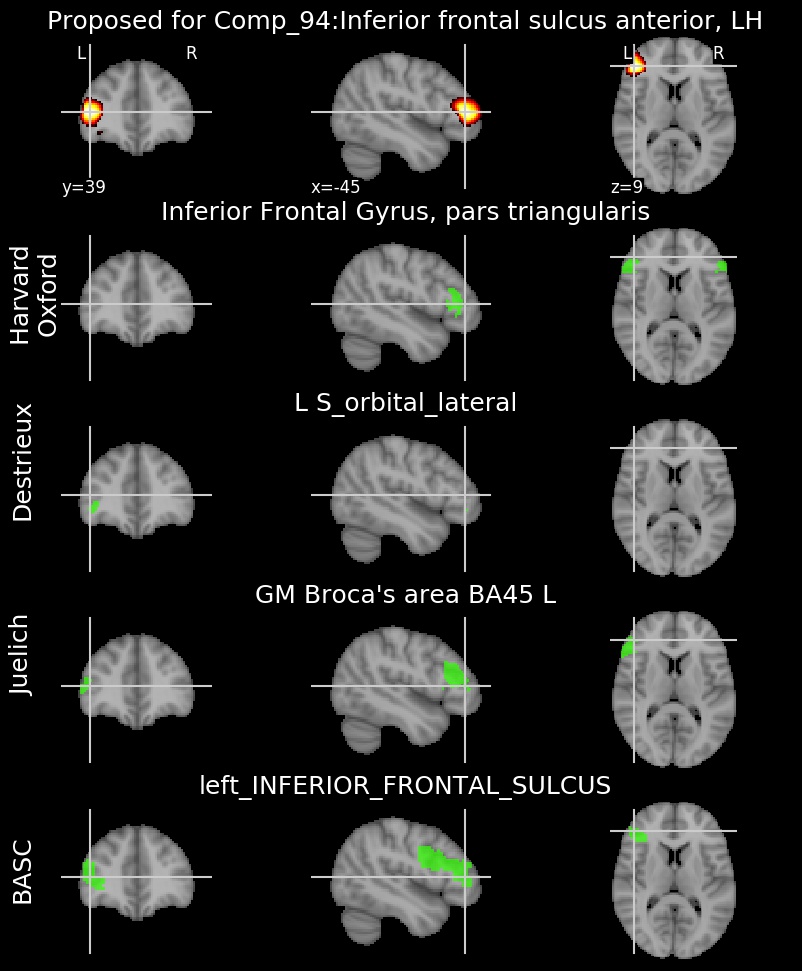 Proposed for Comp_94:Inferior frontal sulcus anterior, LH
L R
L R
y=39
x=-45
z=9
Inferior Frontal Gyrus, pars triangularis
Harvard
Oxford
L S_orbital_lateral
Destrieux
GM Broca's area BA45 L
Juelich
left_INFERIOR_FRONTAL_SULCUS
BASC